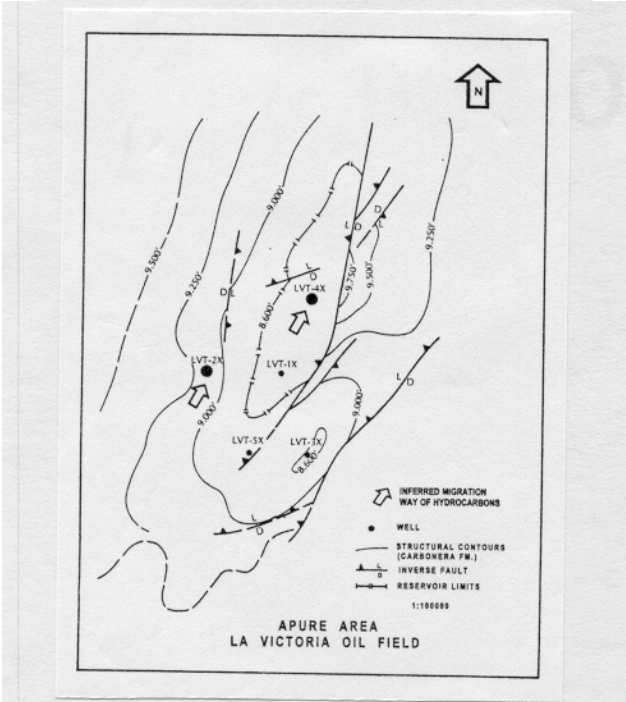 N
9.000'
9.250'
9.500'
9.250'
D
L
L D
9.750'
9.500'
L
D
D L
LVT-4X
8.600'
LVT-2X
LVT-1X
L D
9.000'
9.000'
LVT-5X
LVT-3X
8.600'
L
D
INFERRED MIGRATION
WAY OF HYDROCARBONS
WELL
STRUCTURAL CONTOURS
(CARBONERA FM.)
L
D
INVERSE FAULT
RESERVOIR LIMITS
1:100000
APURE AREA
LA VICTORIA OIL FIELD